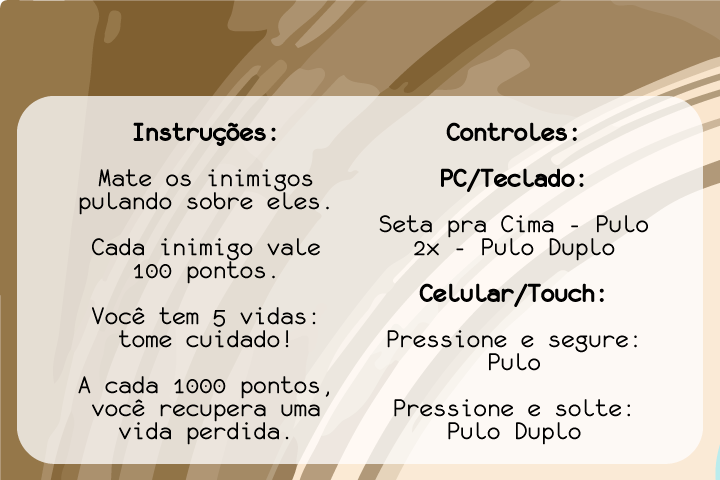 Instruções:
Mate os inimigos
pulando sobre eles.
Cada inimigo vale
100 pontos.
Você tem 5 vidas:
tome cuidado!
A cada 1000 pontos,
você recupera uma
vida perdida.
Controles:
PC/Teclado:
Seta pra Cima - Pulo
2x - Pulo Duplo
Celular/Touch:
Pressione e segure:
Pulo
Pressione e solte:
Pulo Duplo